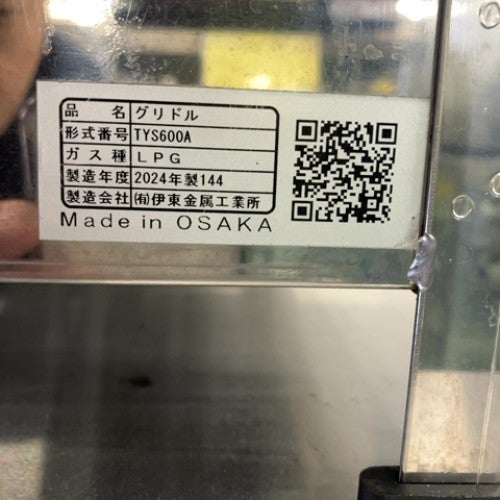 品名 グリドル
形式番号 TYS600A
ガス種 LPG
製造年度 2024年製144
製造会社 ㈲伊東金属工業所
Made in OSAKA